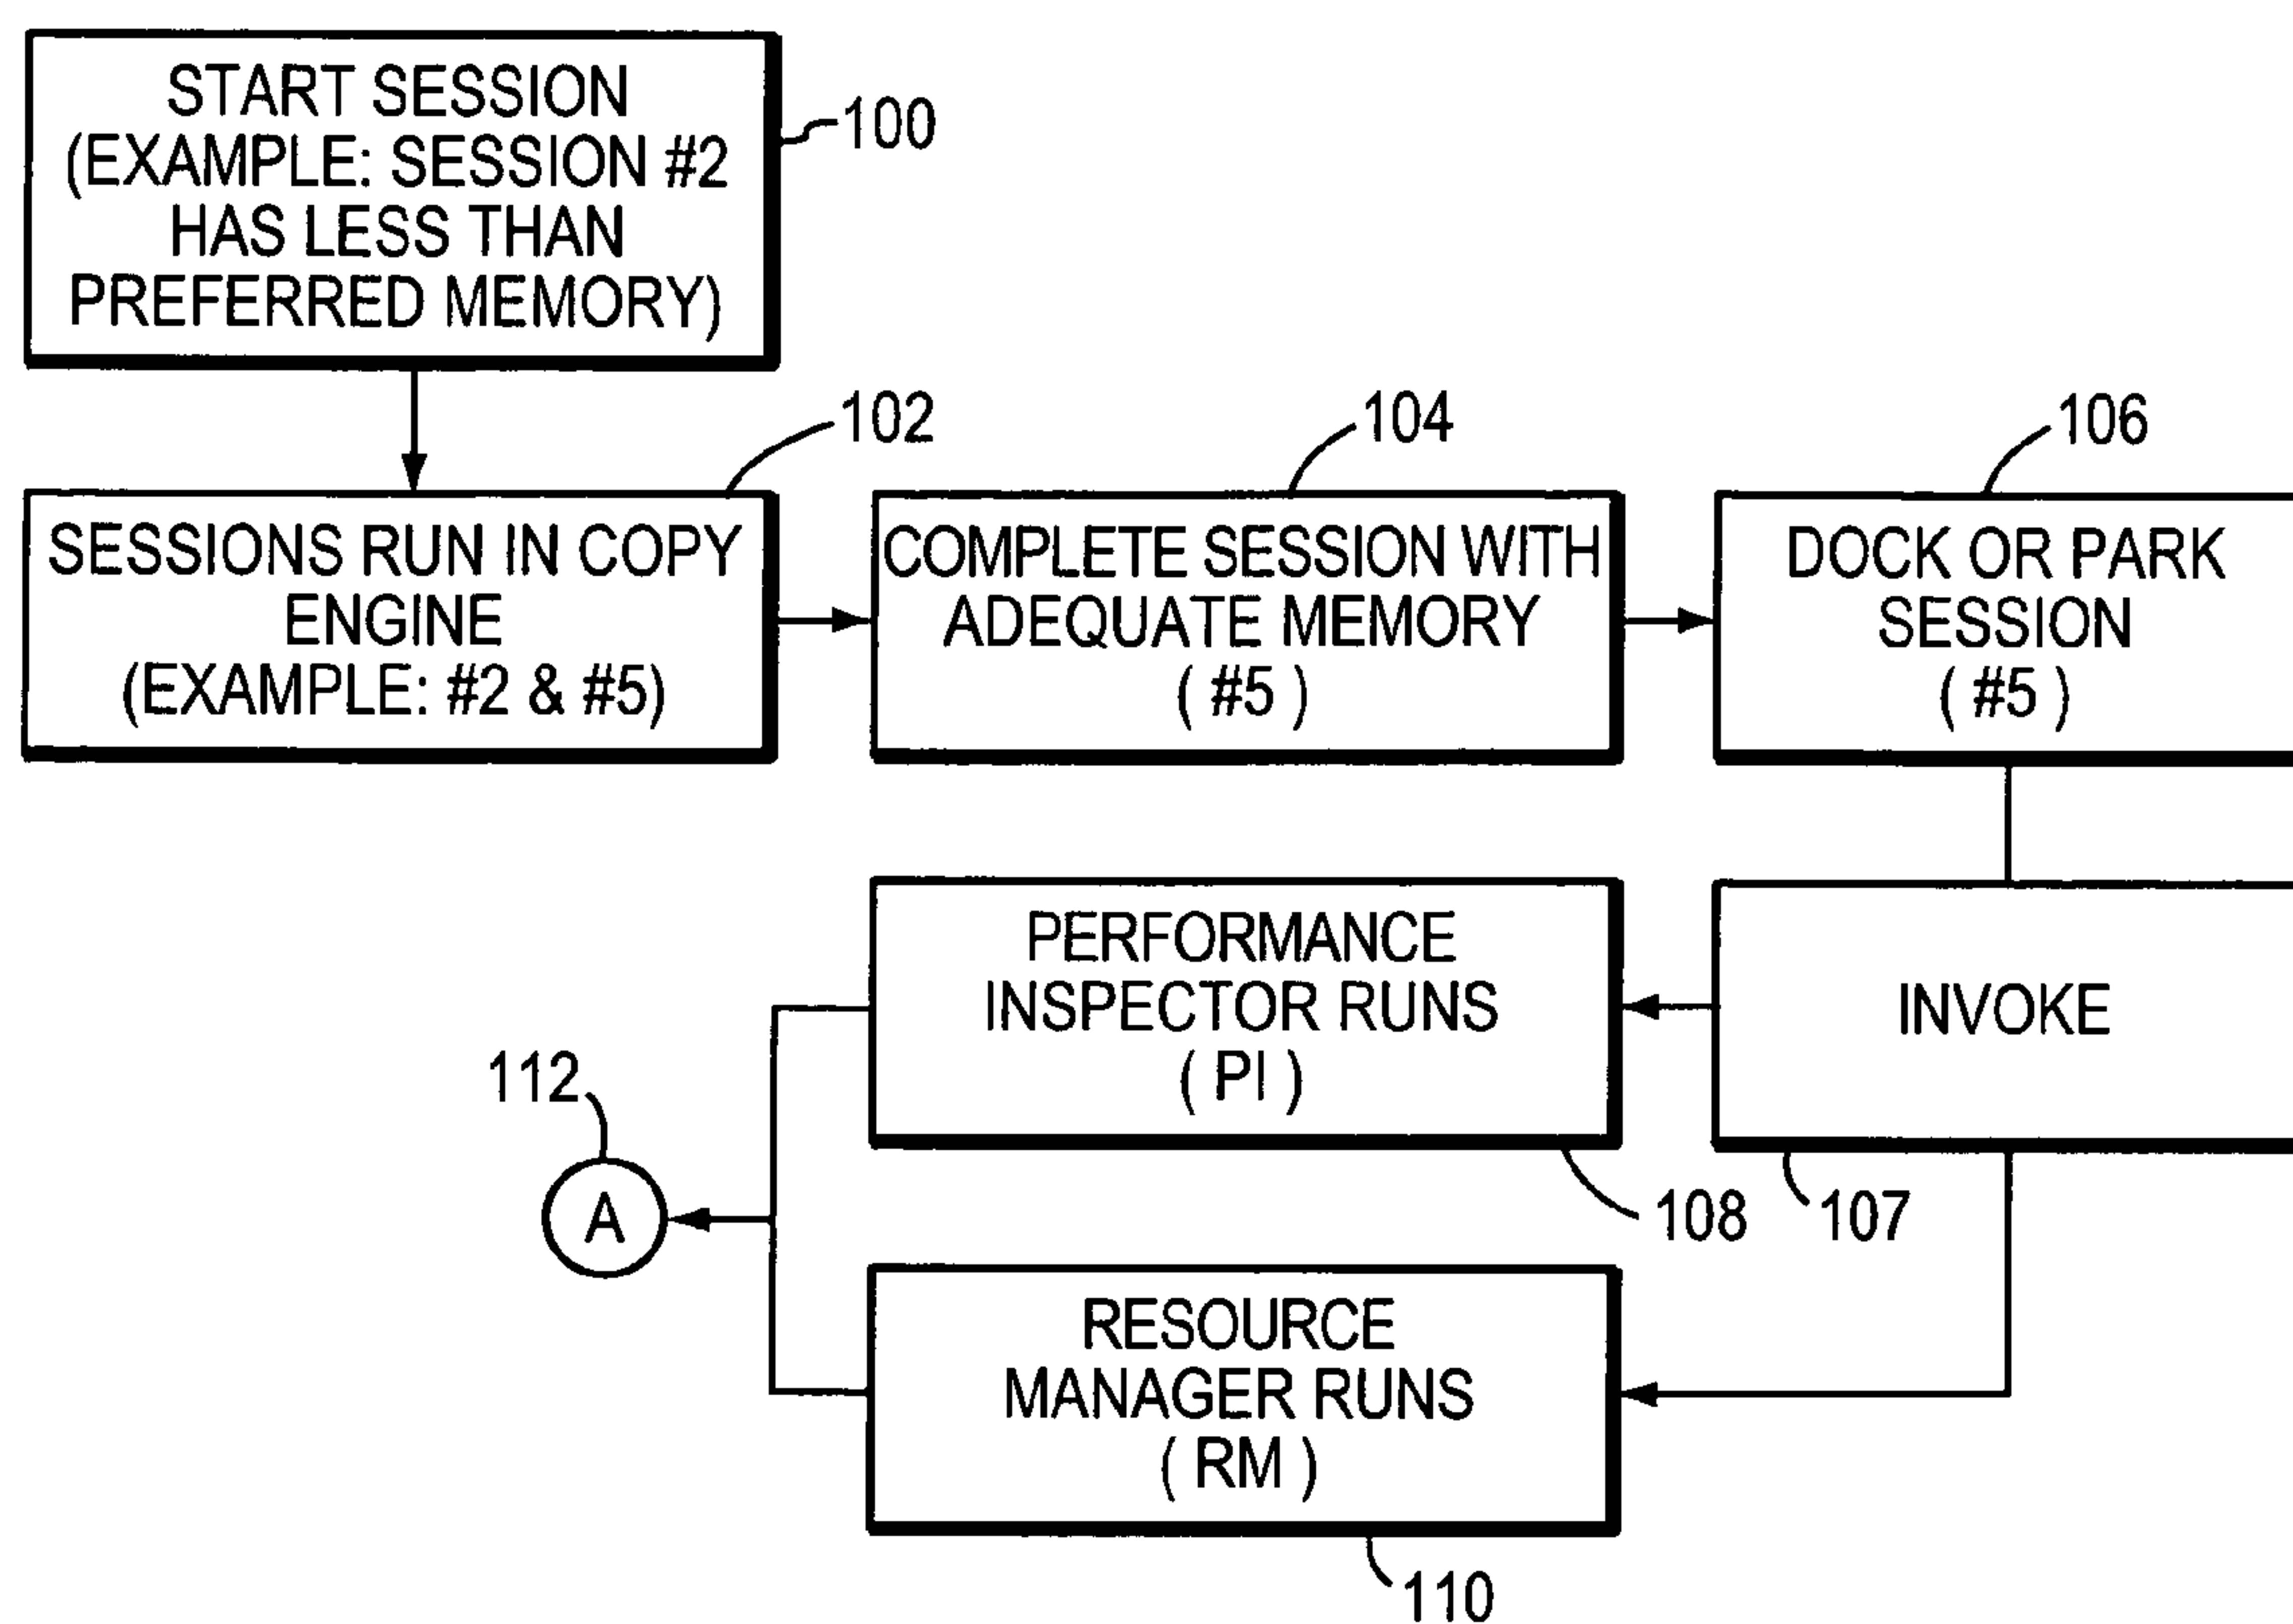 START SESSION
(EXAMPLE: SESSION #2
HAS LESS THAN
PREFERRED MEMORY)
100
102
SESSIONS RUN IN COPY
ENGINE
(EXAMPLE: #2 & #5)
104
COMPLETE SESSION WITH
ADEQUATE MEMORY
( #5 )
106
DOCK OR PARK
SESSION
( #5 )
PERFORMANCE
INSPECTOR RUNS
( PI )
108
INVOKE
107
112
A
RESOURCE
MANAGER RUNS
( RM )
110